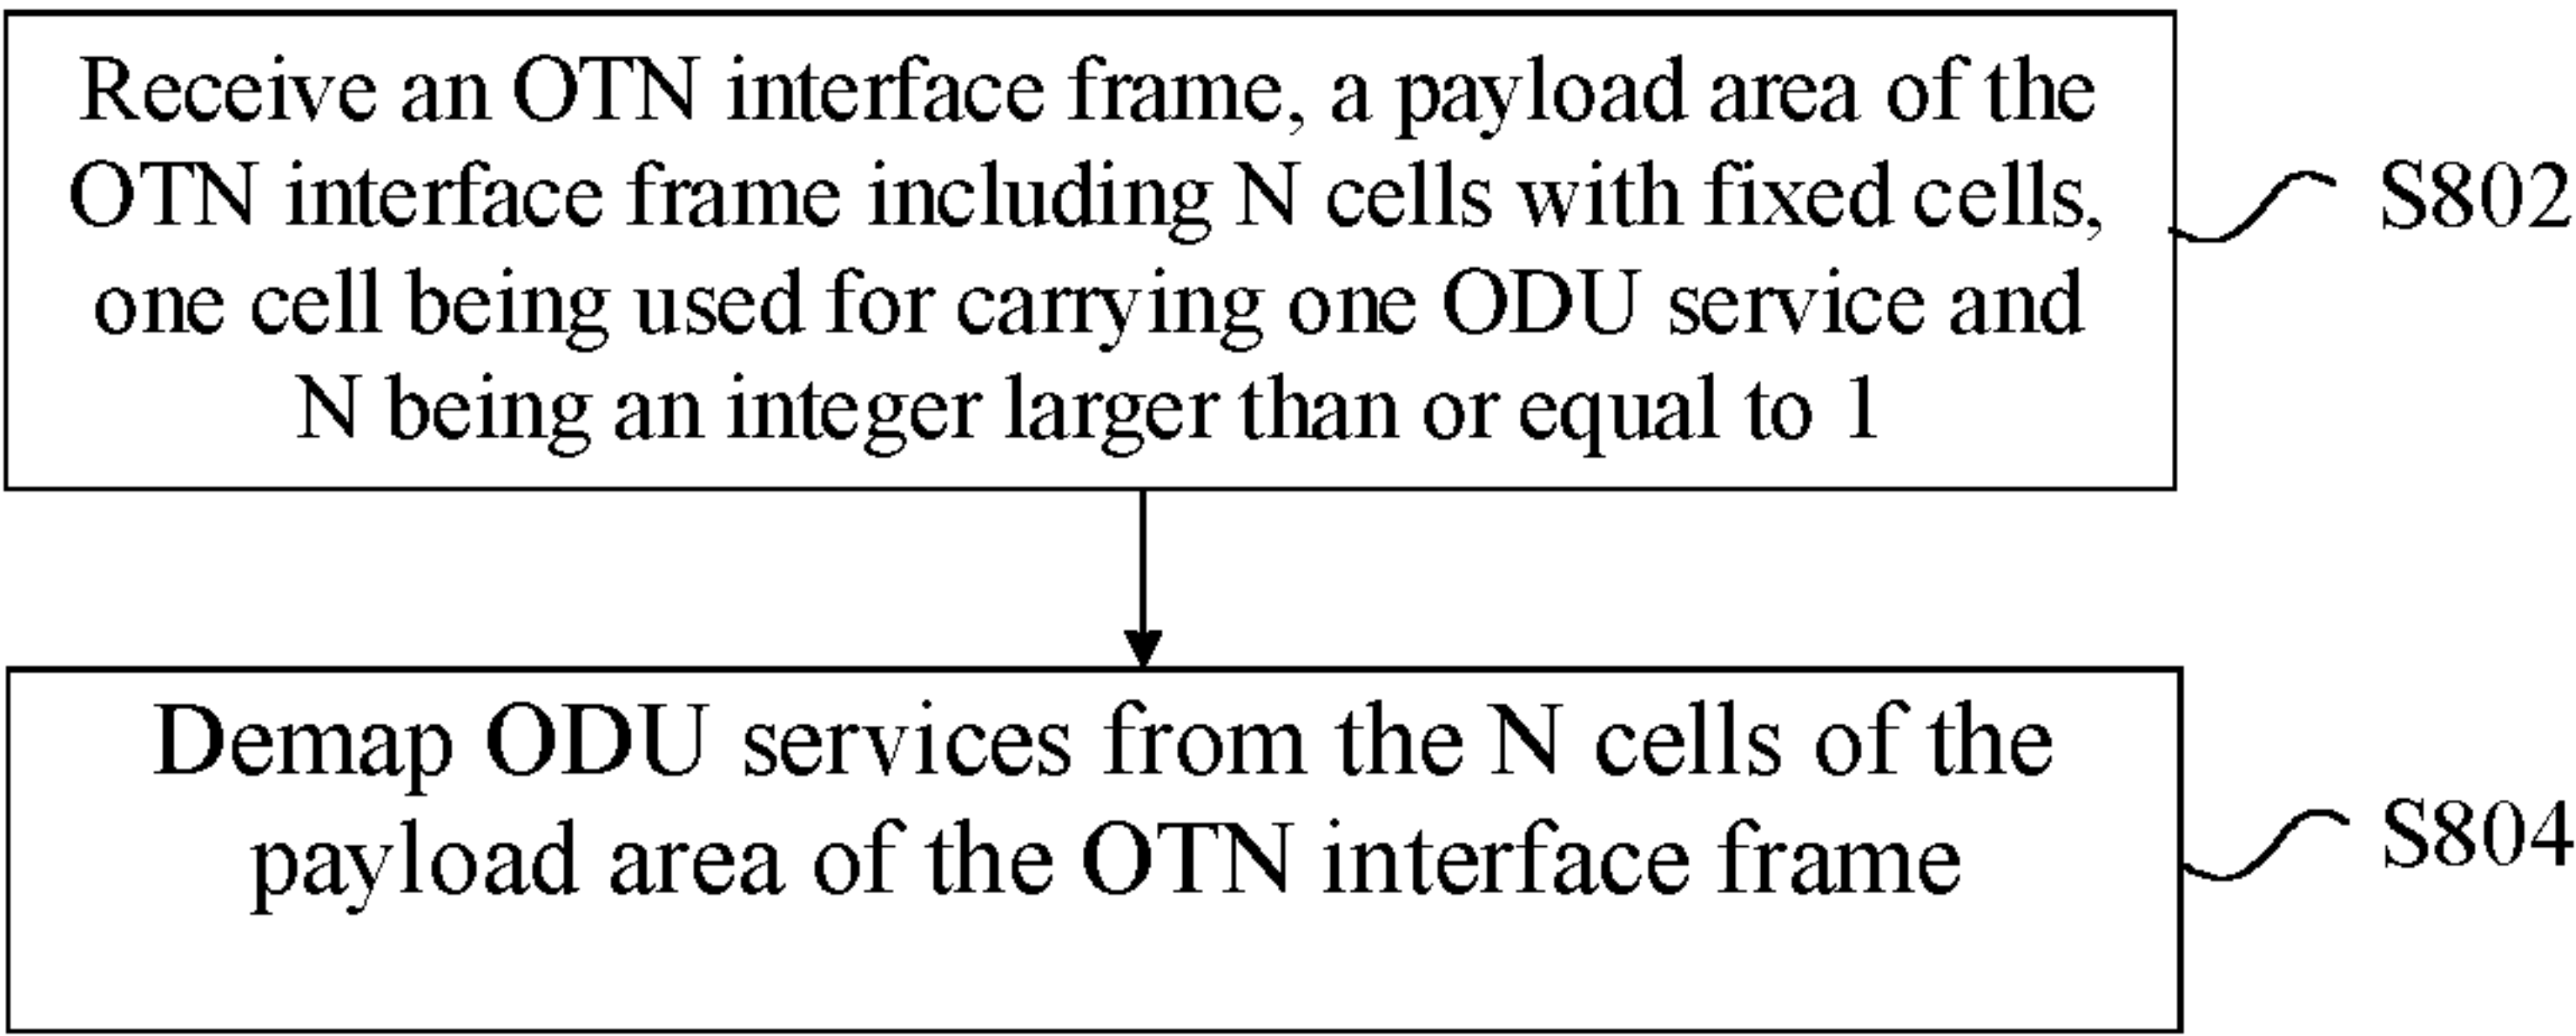 Receive an OTN interface frame, a payload area of the
OTN interface frame including N cells with fixed cells,
one cell being used for carrying one ODU service and
N being an integer larger than or equal to 1
S802
Demap ODU services from the N cells of the
payload area of the OTN interface frame
S804